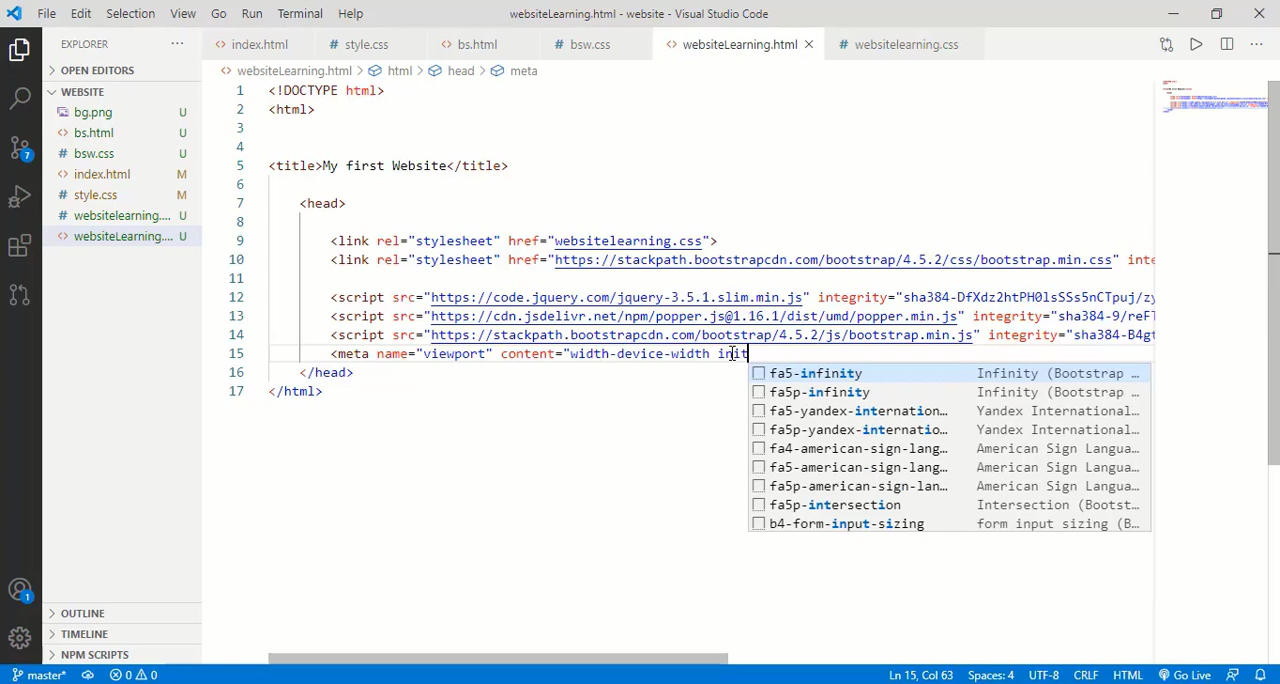 File Edit Selection View Go Run Terminal Help websiteLearning.html - website - Visual Studio Code
EXPLORER
index.html style.css bs.html bsw.css websiteLearning.html websitelearning.css
OPEN EDITORS
websiteLearning.html > html > head > meta
WEBSITE
bg.png U
bs.html U
bsw.css U
index.html M
style.css M
websitelearning.... U
websiteLearning.... U
1 <!DOCTYPE html>
2 <html>
3
4
5 <title>My first Website</title>
6
7 <head>
8
9 <link rel="stylesheet" href="websitelearning.css">
10 <link rel="stylesheet" href="https://stackpath.bootstrapcdn.com/bootstrap/4.5.2/css/bootstrap.min.css" inte
11
12 <script src="https://code.jquery.com/jquery-3.5.1.slim.min.js" integrity="sha384-DfXdz2htPH0lsSSs5nCTpuj/zy
13 <script src="https://cdn.jsdelivr.net/npm/popper.js@1.16.1/dist/umd/popper.min.js" integrity="sha384-9/reFT
14 <script src="https://stackpath.bootstrapcdn.com/bootstrap/4.5.2/js/bootstrap.min.js" integrity="sha384-B4gt
15 <meta name="viewport" content="width-device-width init
16 </head>
17 </html>
fa5-infinity Infinity (Bootstrap …
fa5p-infinity Infinity (Bootstrap …
fa5-yandex-internation… Yandex International…
fa5p-yandex-internatio… Yandex International…
fa4-american-sign-lang… American Sign Langua…
fa5-american-sign-lang… American Sign Langua…
fa5p-american-sign-lan… American Sign Langua…
fa5p-intersection Intersection (Bootst…
b4-form-input-sizing form input sizing (B…
7
1
OUTLINE
TIMELINE
NPM SCRIPTS
master* 0 0 Ln 15, Col 63 Spaces: 4 UTF-8 CRLF HTML Go Live